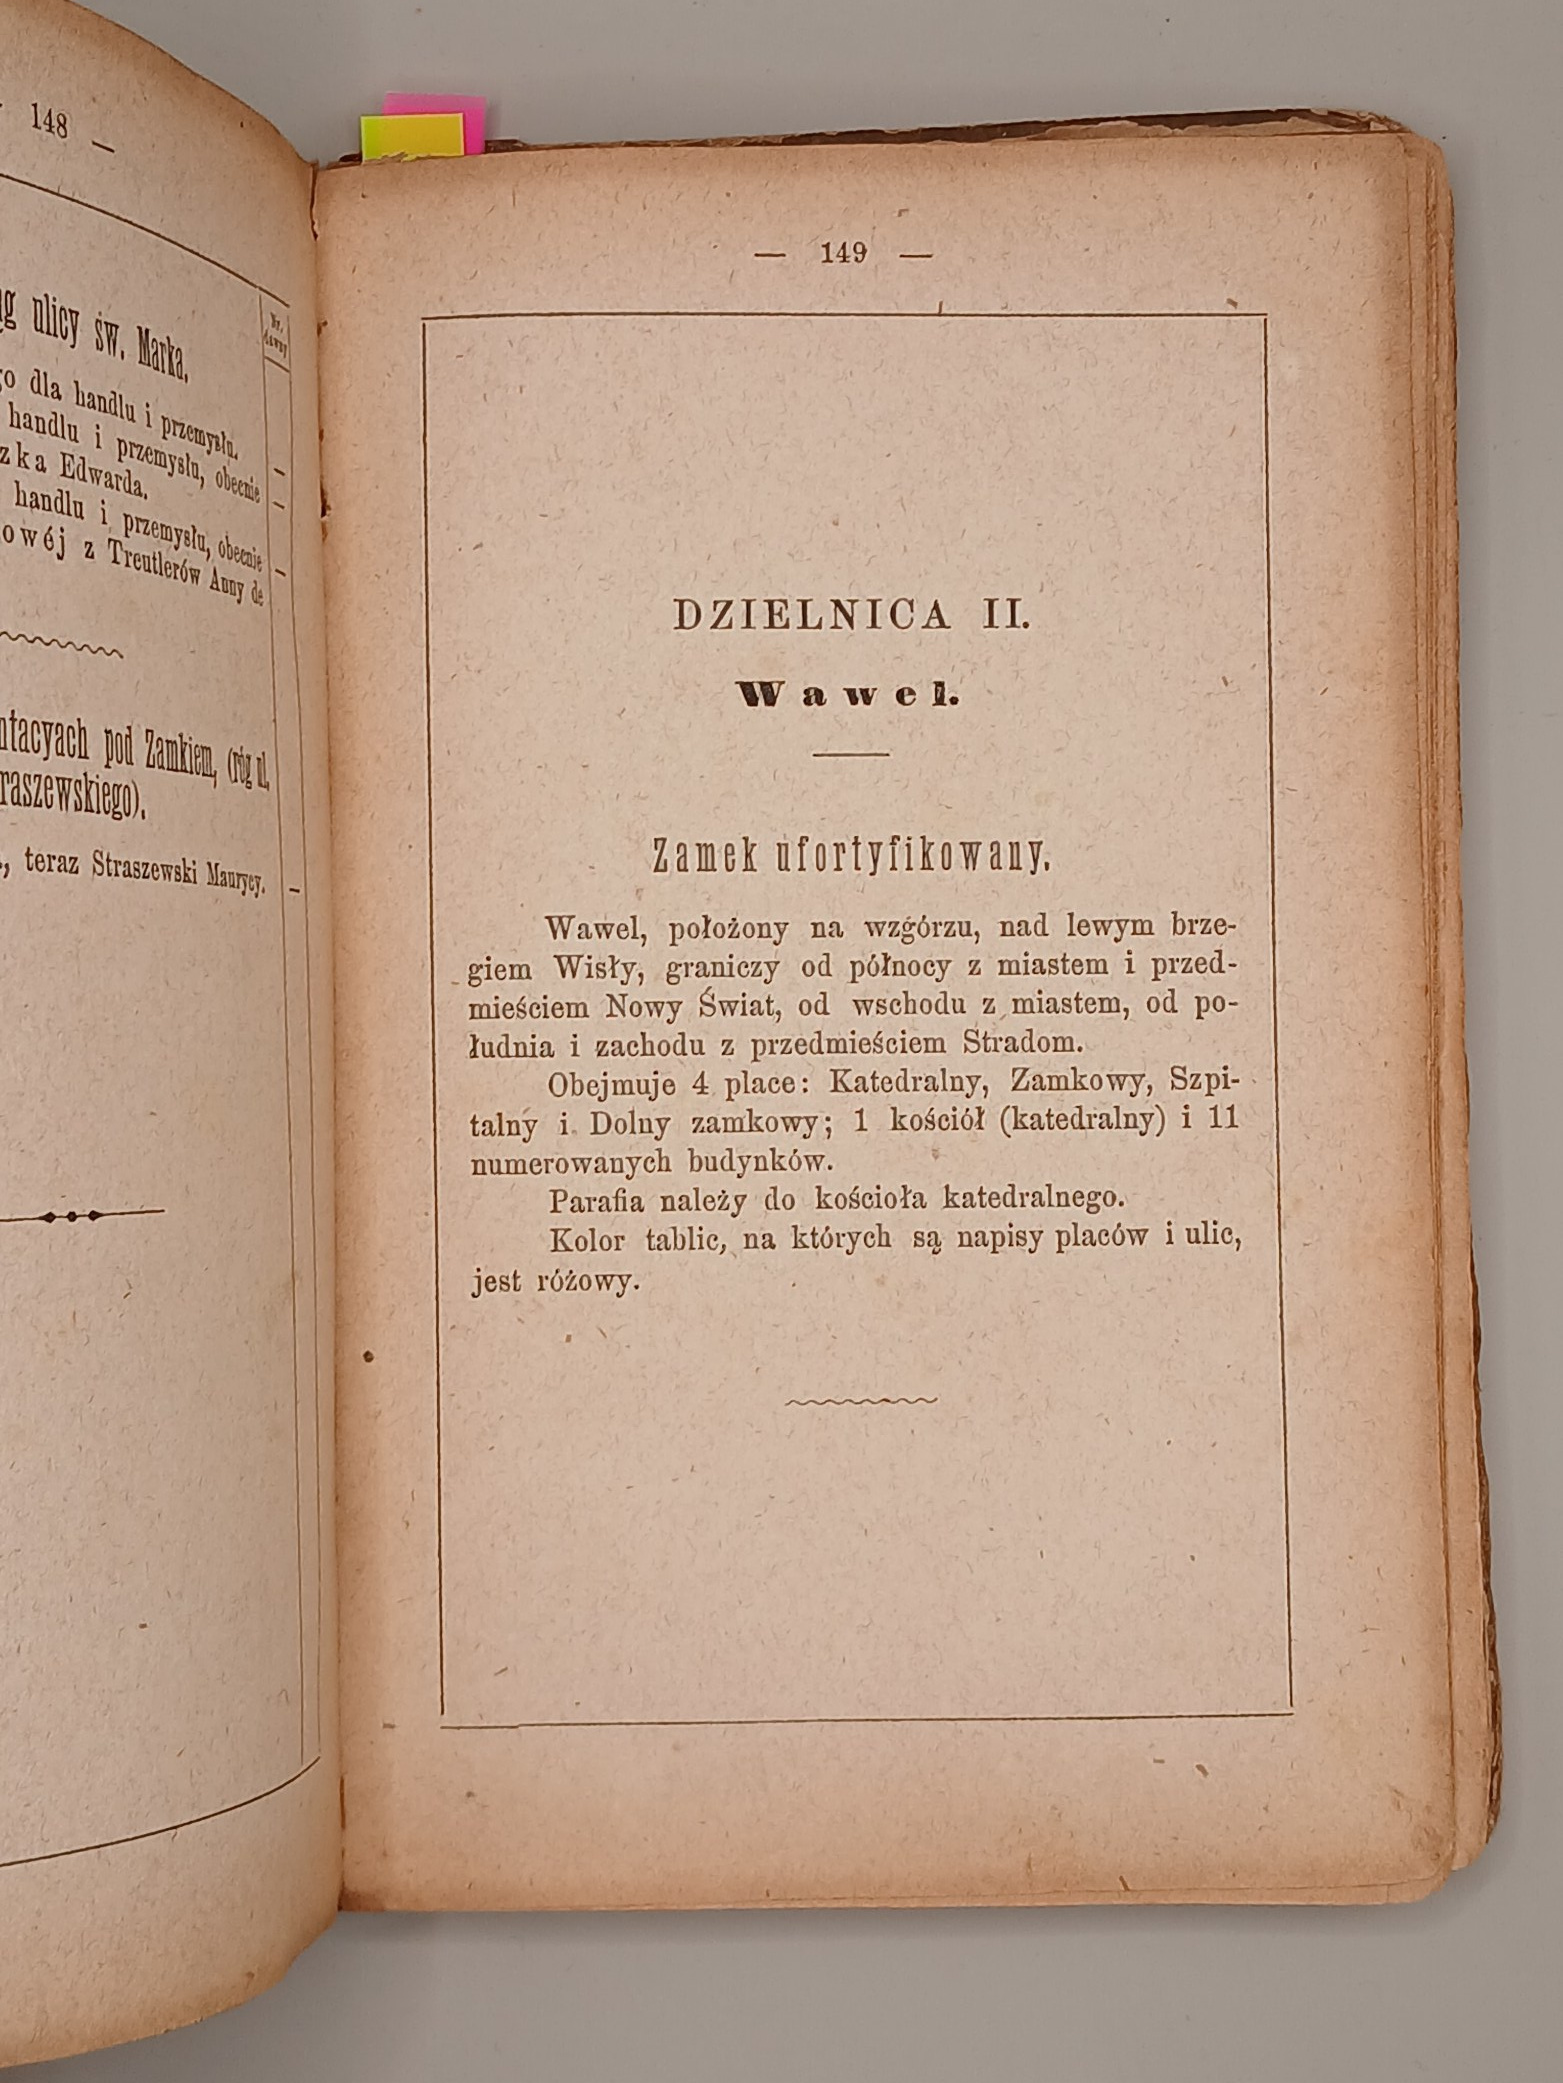 148 —
ulicy św. Marka.
Nr.
dawny
dla handlu i przemysłu.
handlu i przemysłu, obecnie
Edwarda.
handlu i przemysłu, obecnie
z Treutlerów Anny de
pod Zamkiem, (róg ul.
teraz Straszewski Maurycy.
— 149 —
DZIELNICA II.
Wawel.
Zamek ufortyfikowany.
Wawel, położony na wzgórzu, nad lewym brze-
giem Wisły, graniczy od północy z miastem i przed-
mieściem Nowy Świat, od wschodu z miastem, od po-
łudnia i zachodu z przedmieściem Stradom.
Obejmuje 4 place: Katedralny, Zamkowy, Szpi-
talny i Dolny zamkowy; 1 kościół (katedralny) i 11
numerowanych budynków.
Parafia należy do kościoła katedralnego.
Kolor tablic, na których są napisy placów i ulic,
jest różowy.